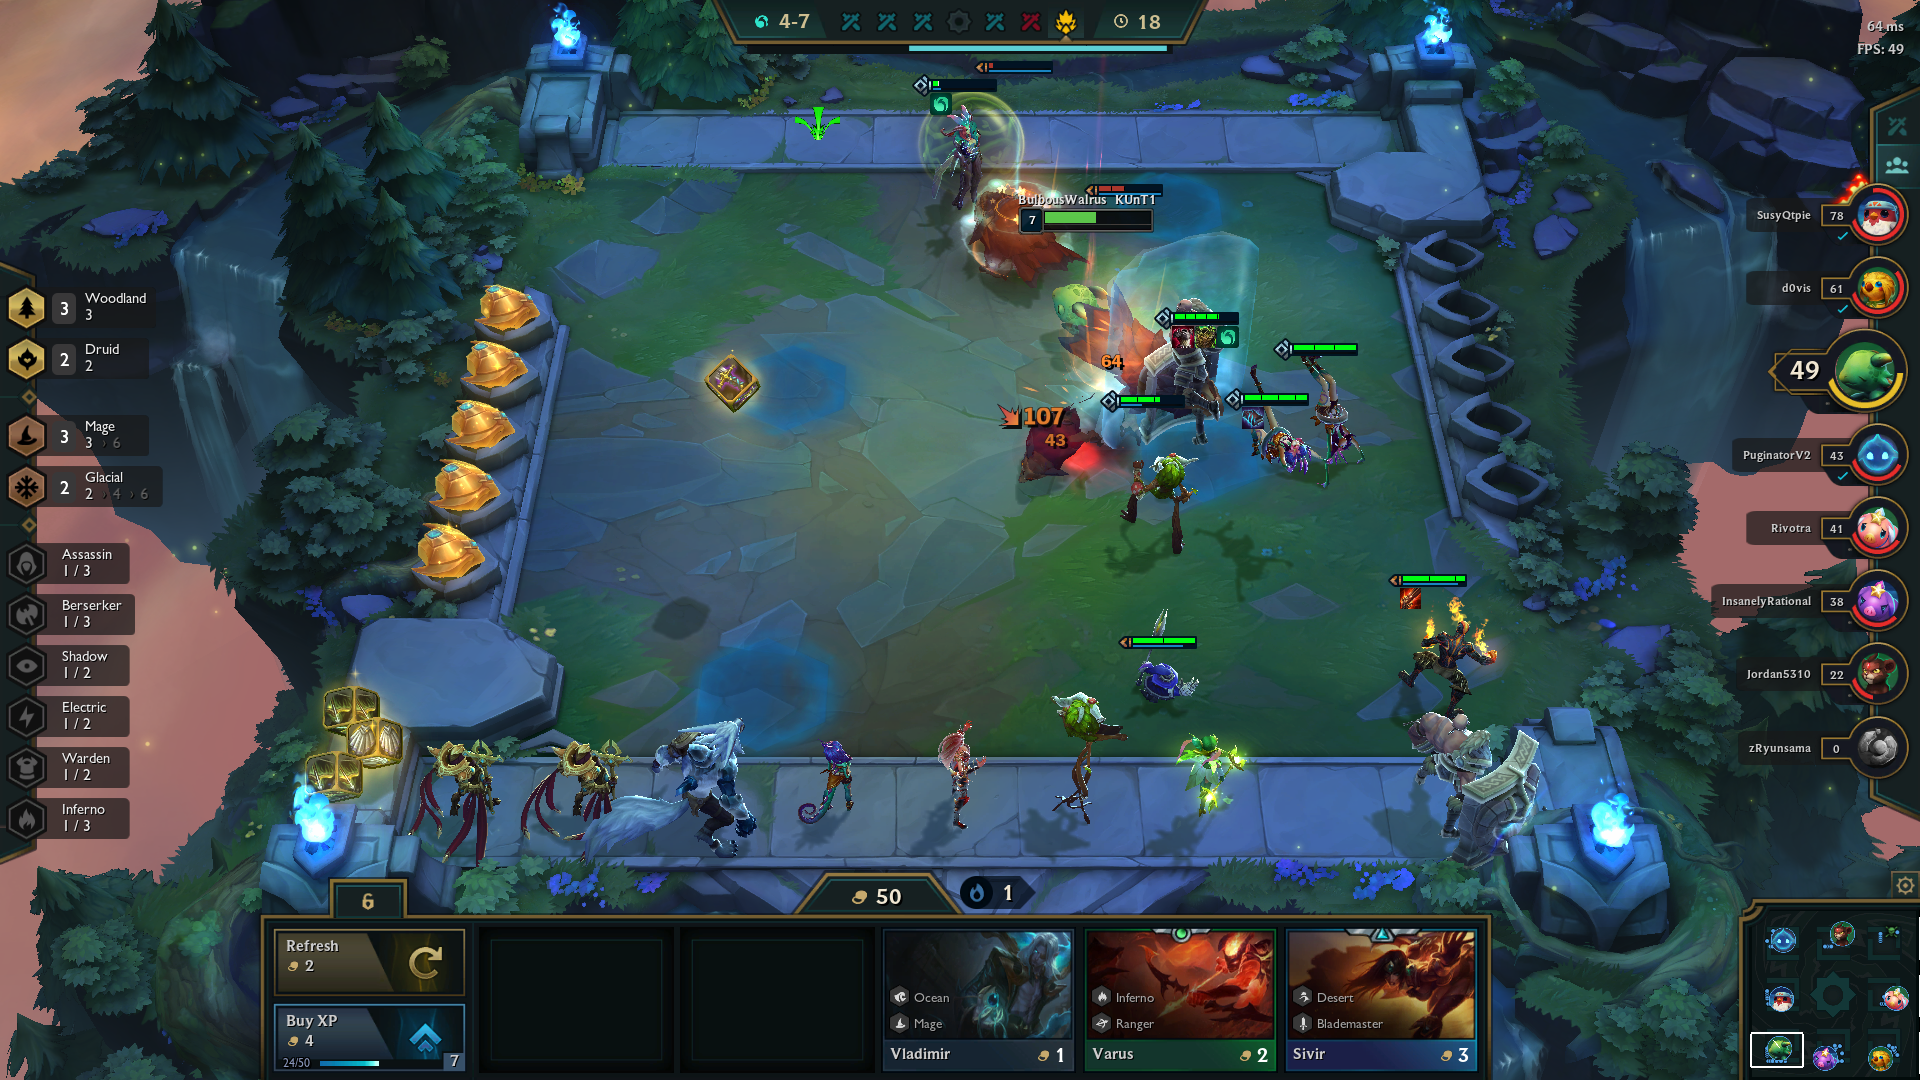 4-7
18
64 ms
FPS: 49
BulbousWalrus KUnT1
7
SusyQtpie 78
d0vis 61
49
PuginatorV2 43
Rivotra 41
InsanelyRational 38
Jordan5310 22
zRyunsama 0
3 Woodland
3
2 Druid
2
3 Mage
3 › 6
2 Glacial
2 › 4 › 6
Assassin
1 / 3
Berserker
1 / 3
Shadow
1 / 2
Electric
1 / 2
Warden
1 / 2
Inferno
1 / 3
64
107
43
6
50
1
Refresh
2
Buy XP
4
24/50
7
Ocean
Mage
Vladimir 1
Inferno
Ranger
Varus 2
Desert
Blademaster
Sivir 3